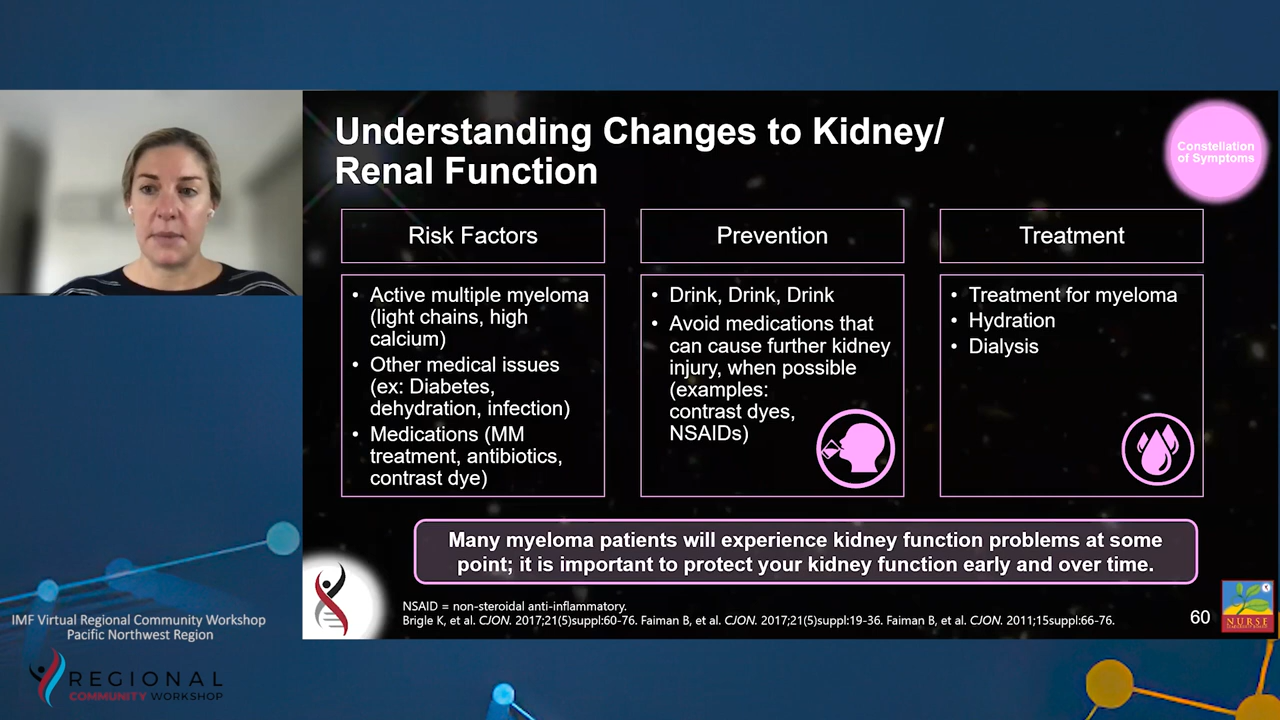 Understanding Changes to Kidney/
Renal Function
Constellation
of Symptoms
Risk Factors
• Active multiple myeloma
(light chains, high
calcium)
• Other medical issues
(ex: Diabetes,
dehydration, infection)
• Medications (MM
treatment, antibiotics,
contrast dye)
Prevention
• Drink, Drink, Drink
• Avoid medications that
can cause further kidney
injury, when possible
(examples:
contrast dyes,
NSAIDs)
Treatment
• Treatment for myeloma
• Hydration
• Dialysis
Many myeloma patients will experience kidney function problems at some
point; it is important to protect your kidney function early and over time.
NSAID = non-steroidal anti-inflammatory.
Brigle K, et al. CJON. 2017;21(5)suppl:60-76. Faiman B, et al. CJON. 2017;21(5)suppl:19-36. Faiman B, et al. CJON. 2011;15suppl:66-76.
60
NURSE
IMF Virtual Regional Community Workshop
Pacific Northwest Region
REGIONAL
COMMUNITY WORKSHOP